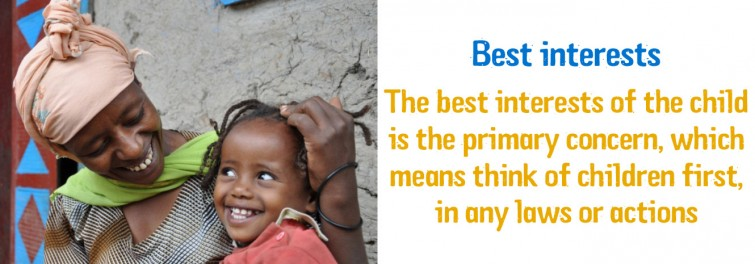 Best interests
The best interests of the child
is the primary concern, which
means think of children first,
in any laws or actions